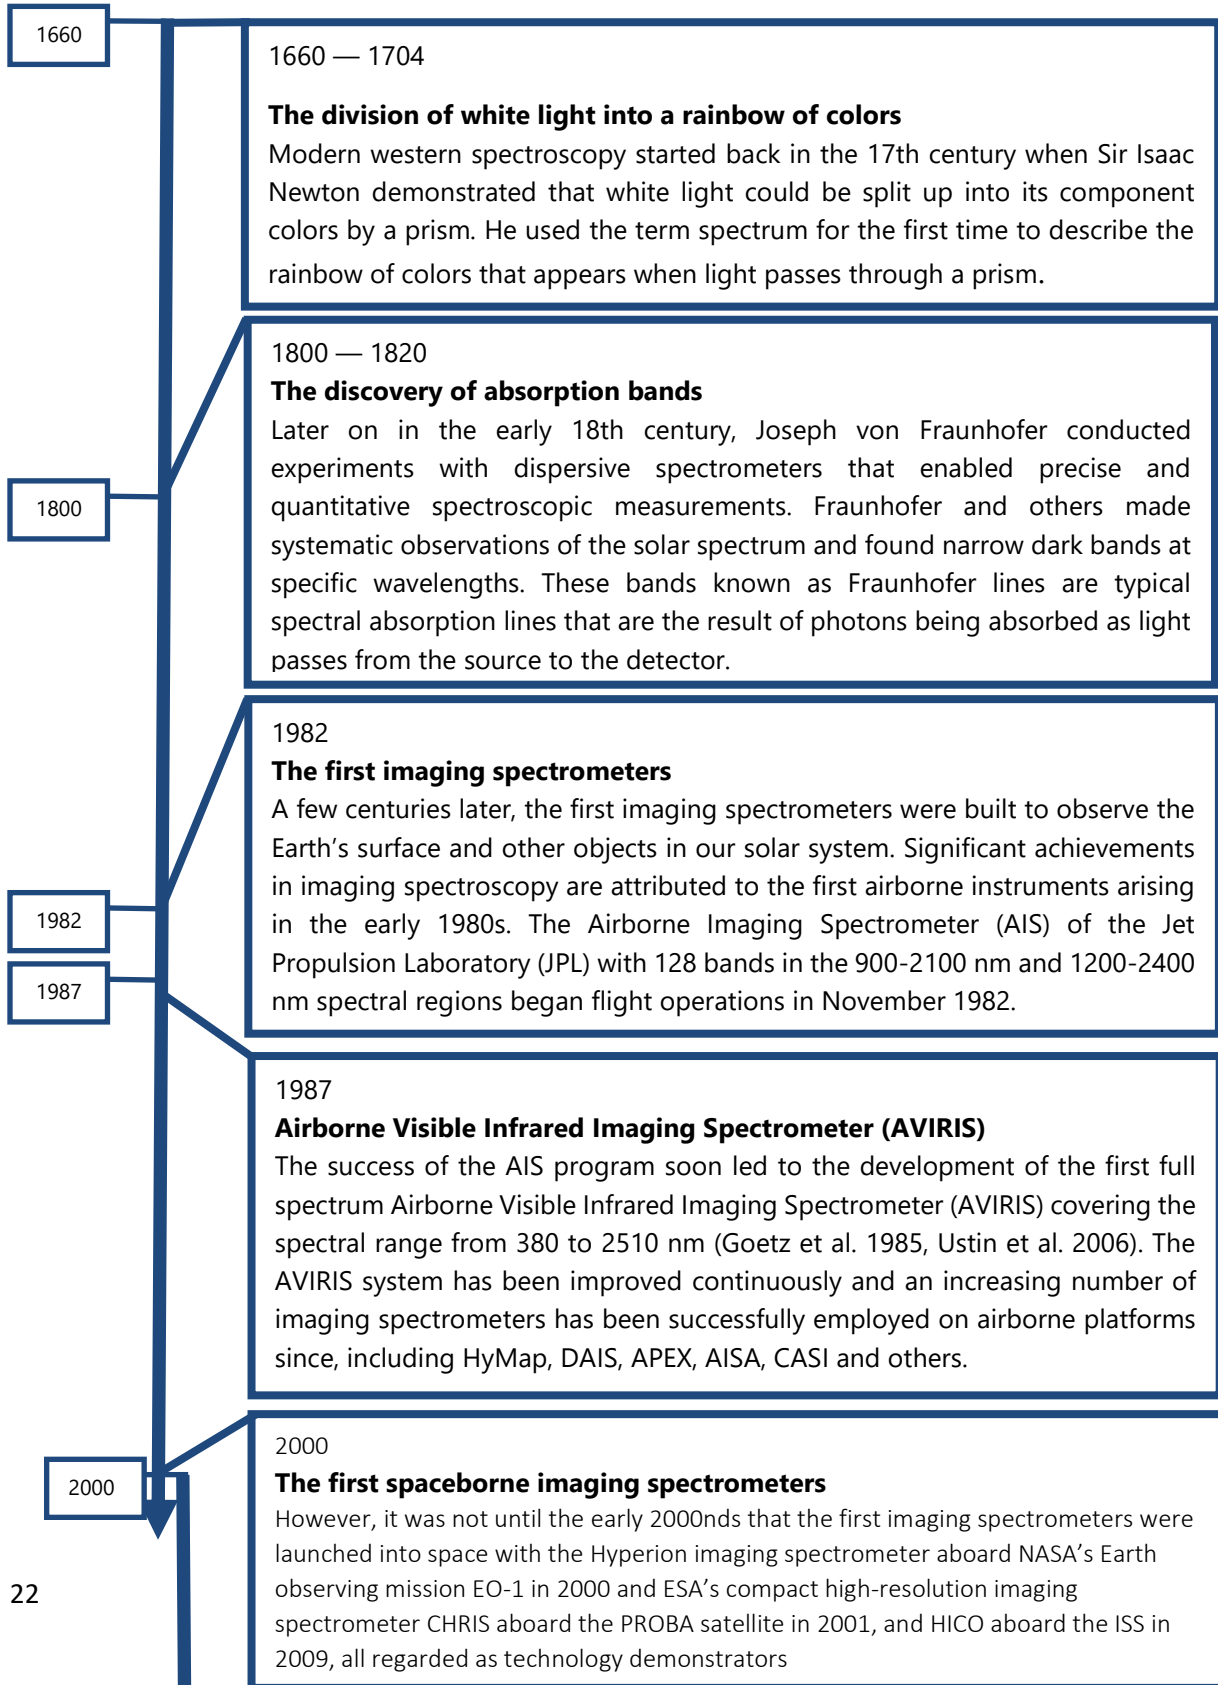 1660
1660 — 1704
The division of white light into a rainbow of colors
Modern western spectroscopy started back in the 17th century when Sir Isaac
Newton demonstrated that white light could be split up into its component
colors by a prism. He used the term spectrum for the first time to describe the
rainbow of colors that appears when light passes through a prism.
1800 — 1820
The discovery of absorption bands
Later on in the early 18th century, Joseph von Fraunhofer conducted
experiments with dispersive spectrometers that enabled precise and
1800
quantitative spectroscopic measurements. Fraunhofer and others made
systematic observations of the solar spectrum and found narrow dark bands at
specific wavelengths. These bands known as Fraunhofer lines are typical
spectral absorption lines that are the result of photons being absorbed as light
passes from the source to the detector.
1982
The first imaging spectrometers
A few centuries later, the first imaging spectrometers were built to observe the
Earth’s surface and other objects in our solar system. Significant achievements
in imaging spectroscopy are attributed to the first airborne instruments arising
1982
in the early 1980s. The Airborne Imaging Spectrometer (AIS) of the Jet
Propulsion Laboratory (JPL) with 128 bands in the 900-2100 nm and 1200-2400
1987
nm spectral regions began flight operations in November 1982.
1987
Airborne Visible Infrared Imaging Spectrometer (AVIRIS)
The success of the AIS program soon led to the development of the first full
spectrum Airborne Visible Infrared Imaging Spectrometer (AVIRIS) covering the
spectral range from 380 to 2510 nm (Goetz et al. 1985, Ustin et al. 2006). The
AVIRIS system has been improved continuously and an increasing number of
imaging spectrometers has been successfully employed on airborne platforms
since, including HyMap, DAIS, APEX, AISA, CASI and others.
2000
The first spaceborne imaging spectrometers
2000
However, it was not until the early 2000nds that the first imaging spectrometers were
launched into space with the Hyperion imaging spectrometer aboard NASA’s Earth
observing mission EO-1 in 2000 and ESA’s compact high-resolution imaging
spectrometer CHRIS aboard the PROBA satellite in 2001, and HICO aboard the ISS in
2009, all regarded as technology demonstrators
22